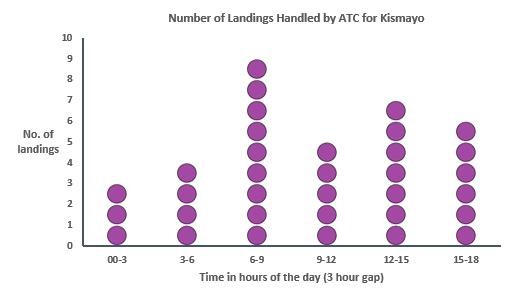 Number of Landings Handled by ATC for Kismayo
10
9
8
7
6
5
4
3
2
1
0
No. of
landings
00-3 3-6 6-9 9-12 12-15 15-18
Time in hours of the day (3 hour gap)